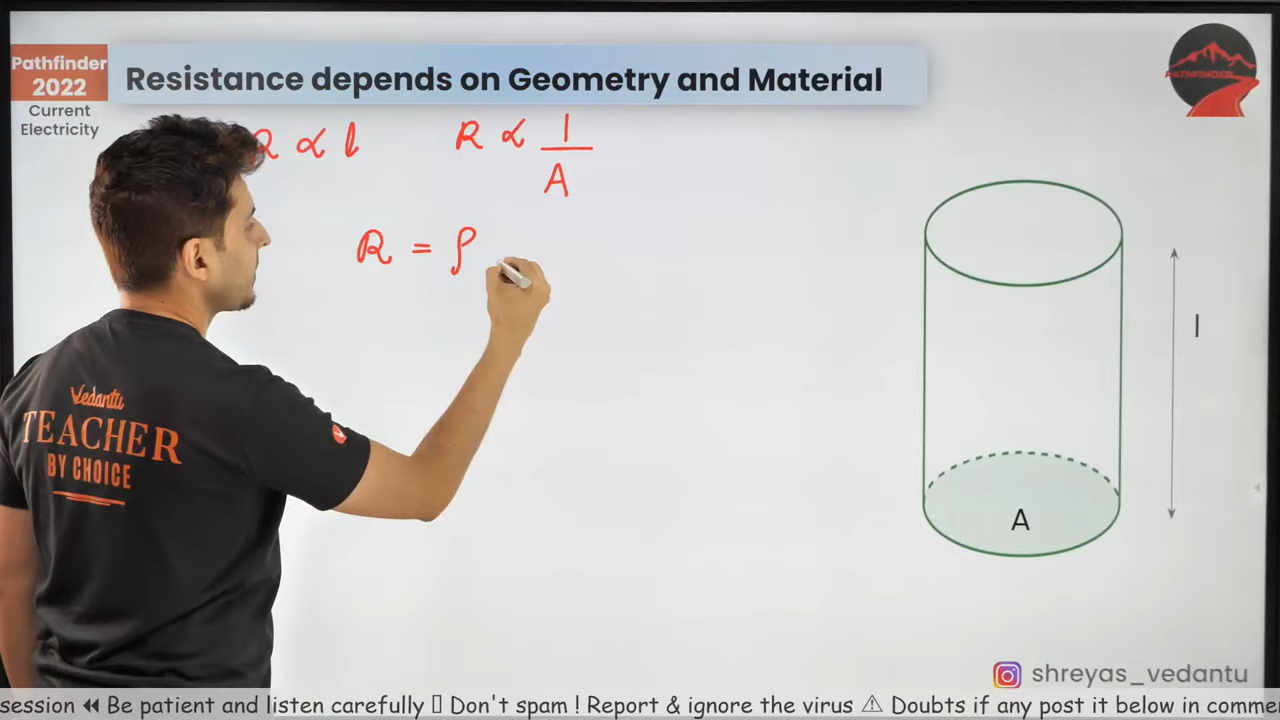 Pathfinder
2022
Resistance depends on Geometry and Material
PATHFINDER
Current
Electricity
R ∝ l
R ∝ 1/A
R = ρ
l
A
Vedantu
TEACHER
BY CHOICE
shreyas_vedantu
session ⏪ Be patient and listen carefully ▯ Don't spam ! Report & ignore the virus ⚠ Doubts if any post it below in comme